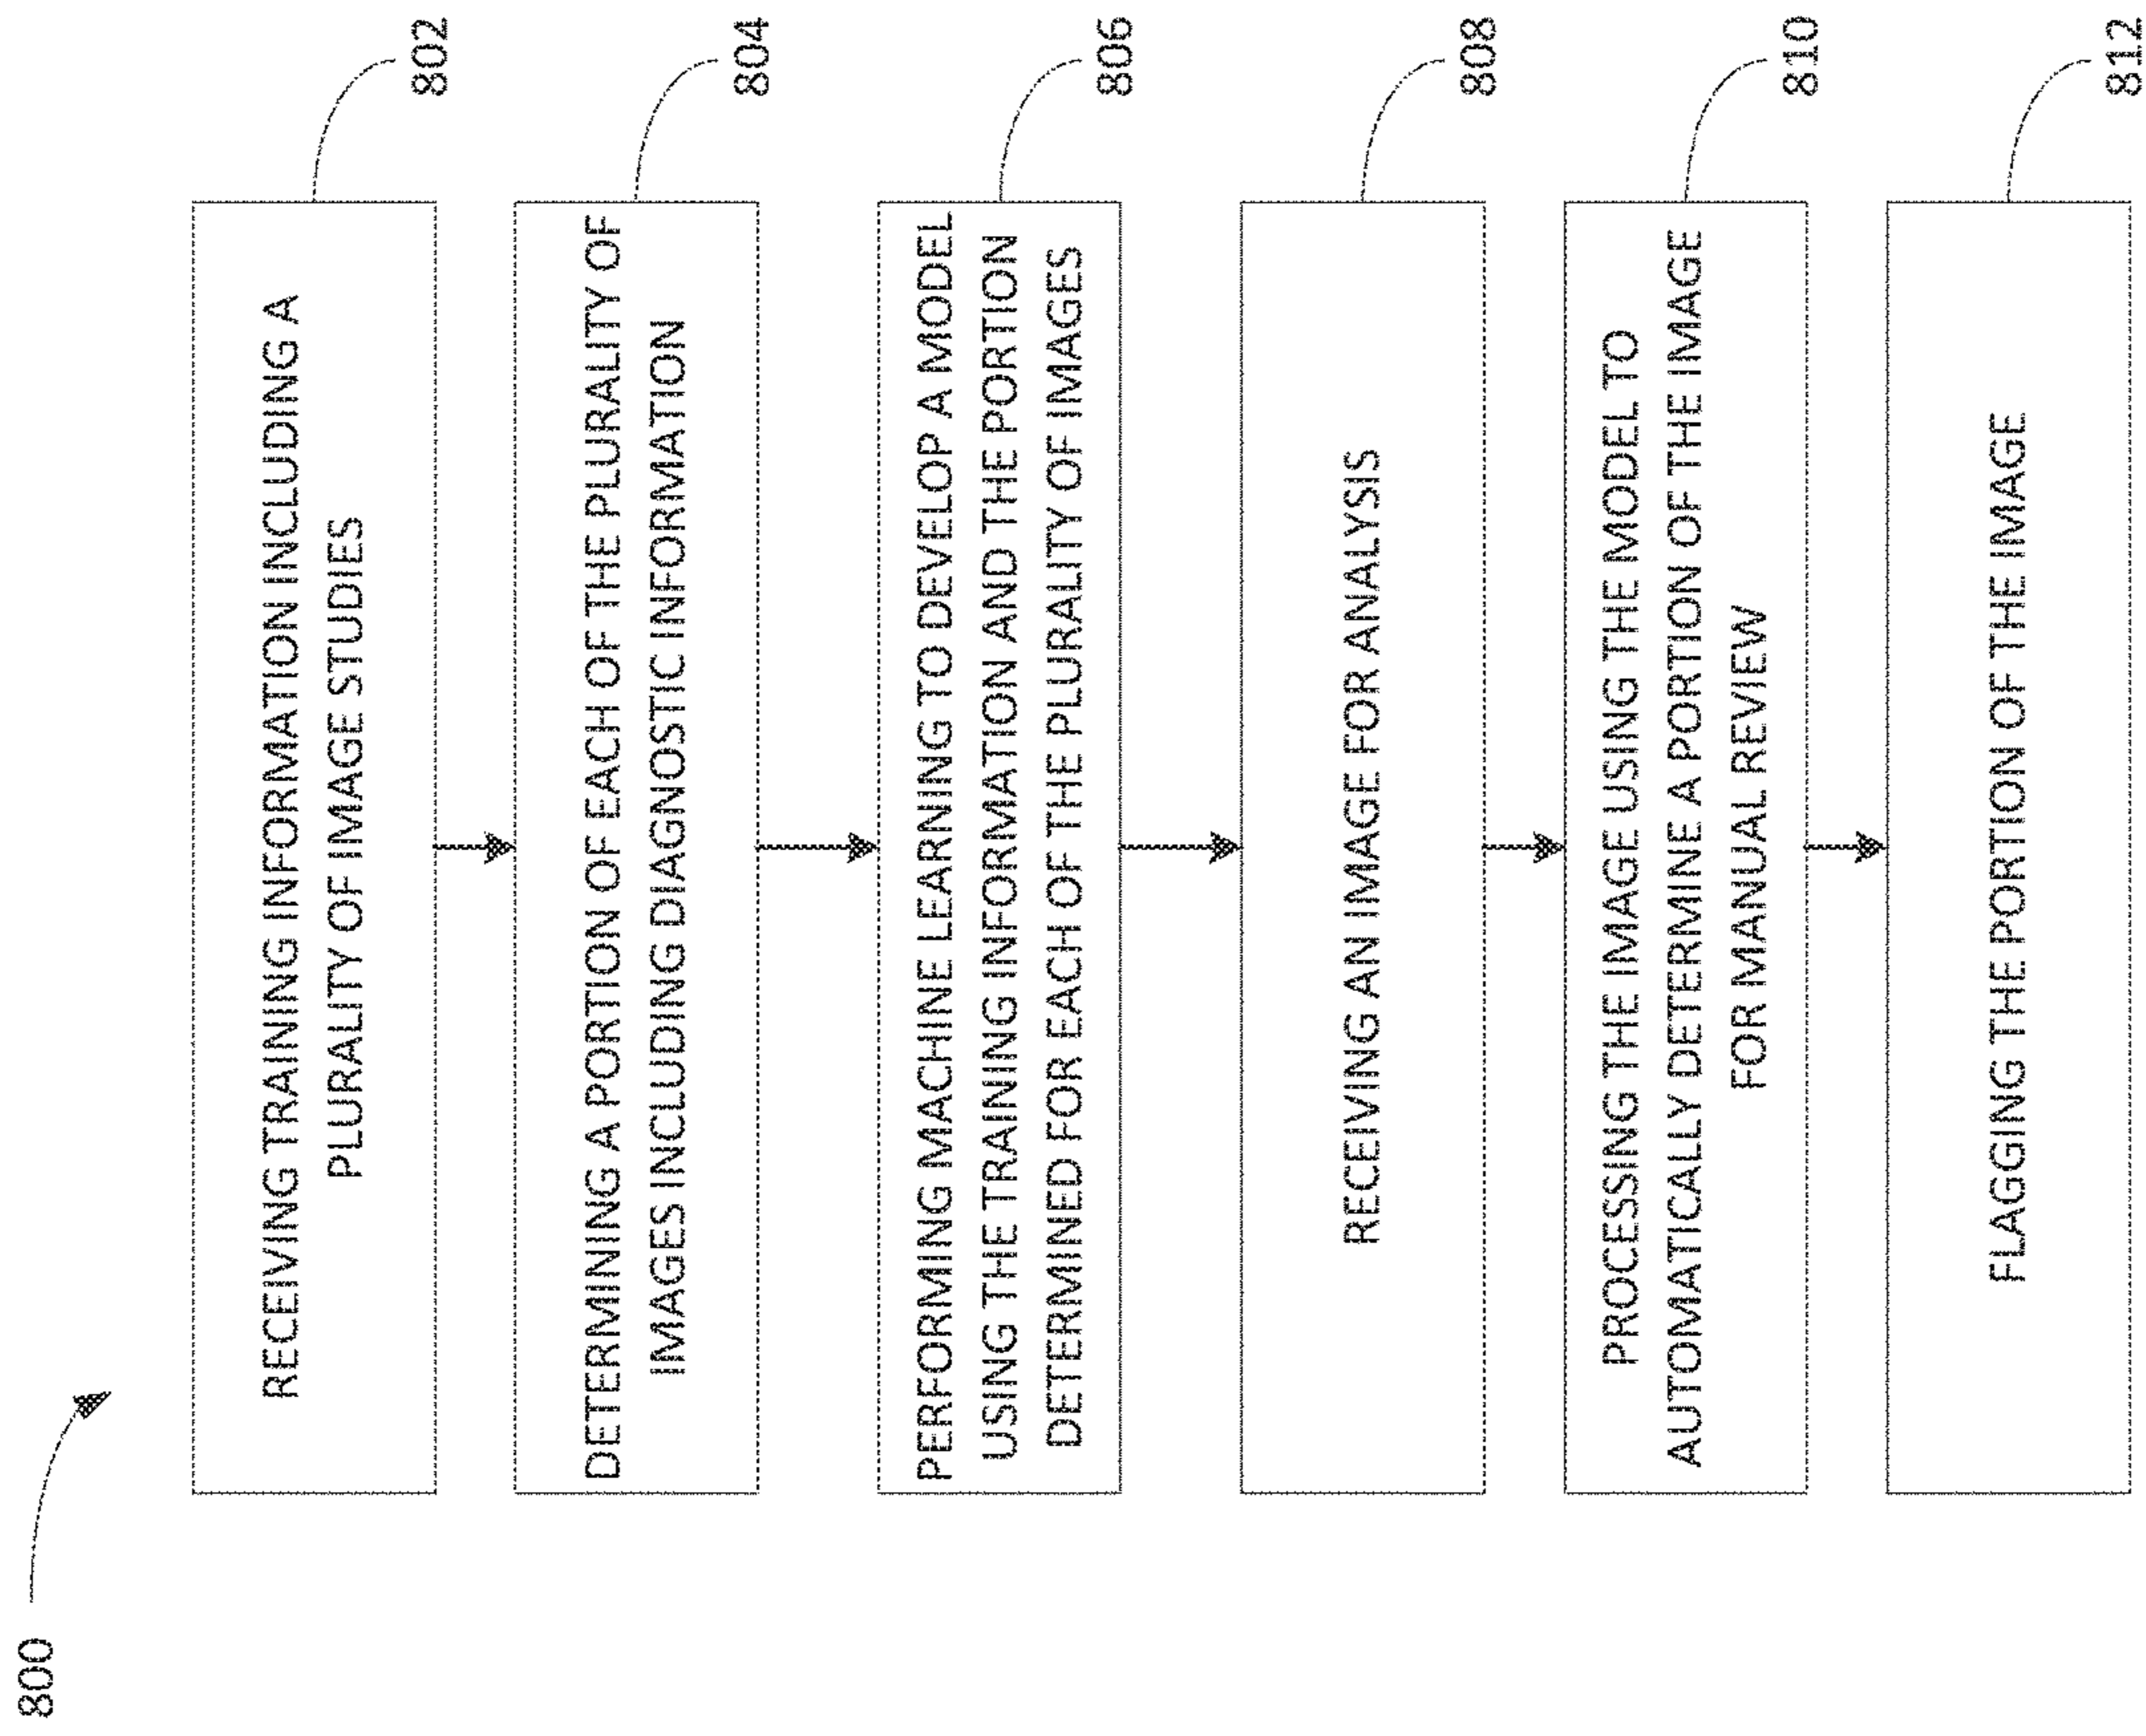 800
RECEIVING TRAINING INFORMATION INCLUDING A
PLURALITY OF IMAGE STUDIES
802
DETERMINING A PORTION OF EACH OF THE PLURALITY OF
IMAGES INCLUDING DIAGNOSTIC INFORMATION
804
PERFORMING MACHINE LEARNING TO DEVELOP A MODEL
USING THE TRAINING INFORMATION AND THE PORTION
DETERMINED FOR EACH OF THE PLURALITY OF IMAGES
806
RECEIVING AN IMAGE FOR ANALYSIS
808
PROCESSING THE IMAGE USING THE MODEL TO
AUTOMATICALLY DETERMINE A PORTION OF THE IMAGE
FOR MANUAL REVIEW
810
FLAGGING THE PORTION OF THE IMAGE
812